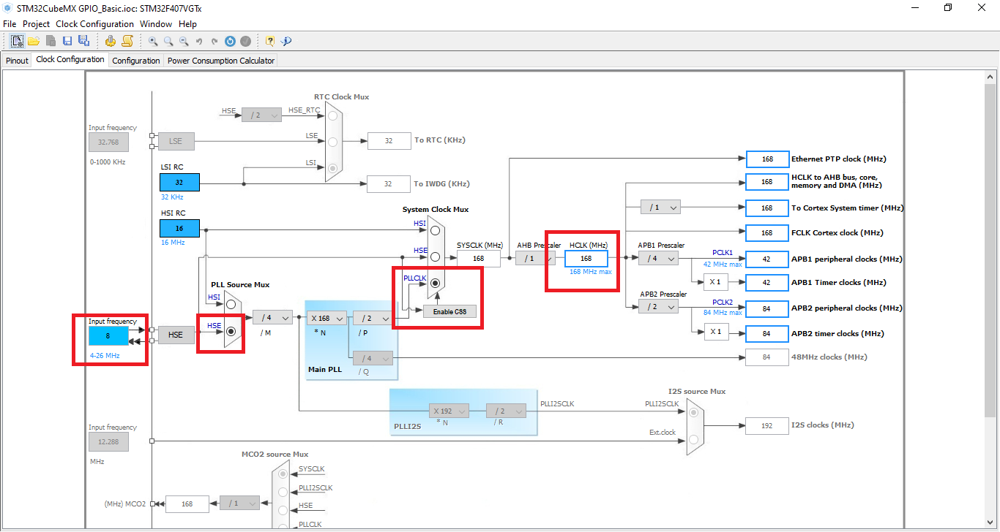 STM32CubeMX GPIO_Basic.ioc: STM32F407VGTx
File Project Clock Configuration Window Help
Pinout Clock Configuration Configuration Power Consumption Calculator
RTC Clock Mux
HSE / 2 HSE_RTC
Input frequency
32.768
0-1000 KHz
LSE
LSE
32
To RTC (KHz)
LSI
LSI RC
32
32 KHz
32
To IWDG (KHz)
HSI RC
16
16 MHz
System Clock Mux
HSI
HSE
PLLCLK
Enable CSS
SYSCLK (MHz)
168
AHB Prescaler
/ 1
HCLK (MHz)
168
168 MHz max
168 Ethernet PTP clock (MHz)
168 HCLK to AHB bus, core,
memory and DMA (MHz)
/ 1 168 To Cortex System timer (MHz)
168 FCLK Cortex clock (MHz)
APB1 Prescaler
/ 4
PCLK1
42 MHz max
42 APB1 peripheral clocks (MHz)
X 1 42 APB1 Timer clocks (MHz)
APB2 Prescaler
/ 2
PCLK2
84 MHz max
84 APB2 peripheral clocks (MHz)
X 1 84 APB2 timer clocks (MHz)
84 48MHz clocks (MHz)
PLL Source Mux
HSI
HSE
Input frequency
8
4-26 MHz
HSE
/ 4
/ M
X 168
* N
/ 2
/ P
/ 4
/ Q
Main PLL
PLLI2S
X 192
* N
/ 2
/ R
PLLI2SCLK
I2S source Mux
PLLI2SCLK
Ext.clock
192 I2S clocks (MHz)
Input frequency
12.288
MHz
MCO2 source Mux
SYSCLK
PLLI2SCLK
HSE
PLLCLK
(MHz) MCO2 168 / 1